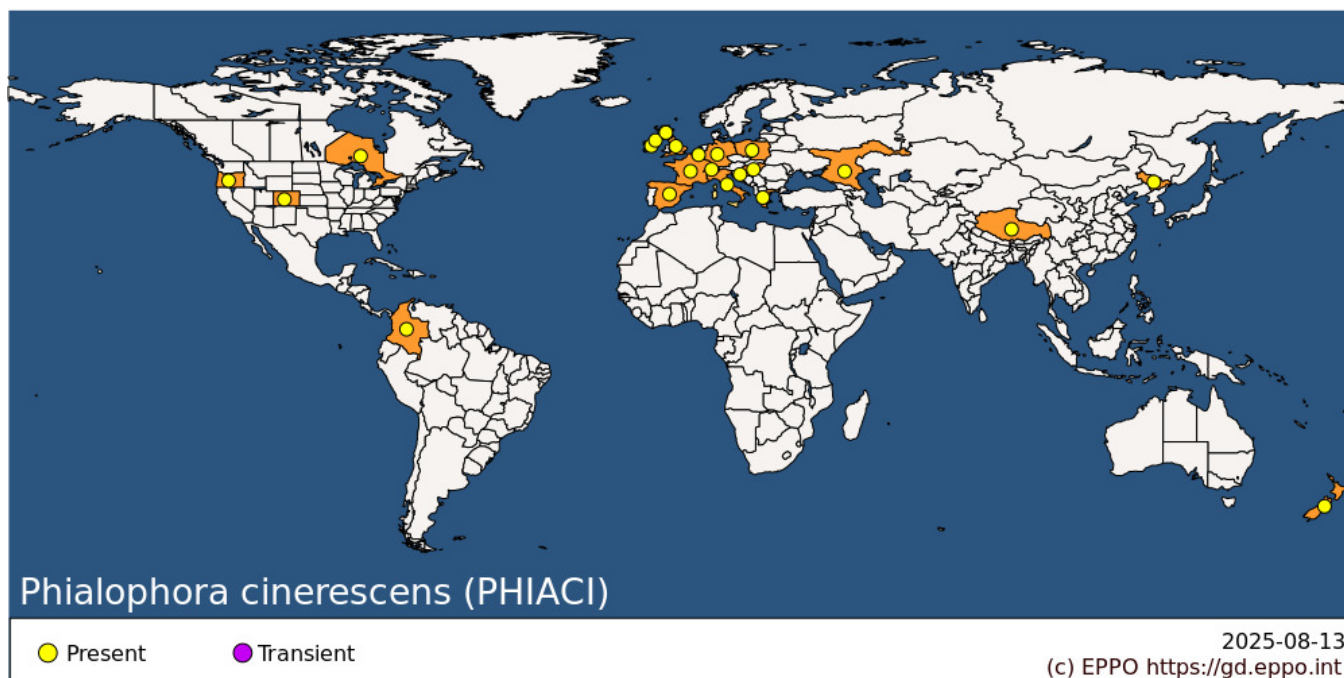 Phialophora cinerescens (PHIACI)
Present
Transient
2025-08-13
(c) EPPO https://gd.eppo.int